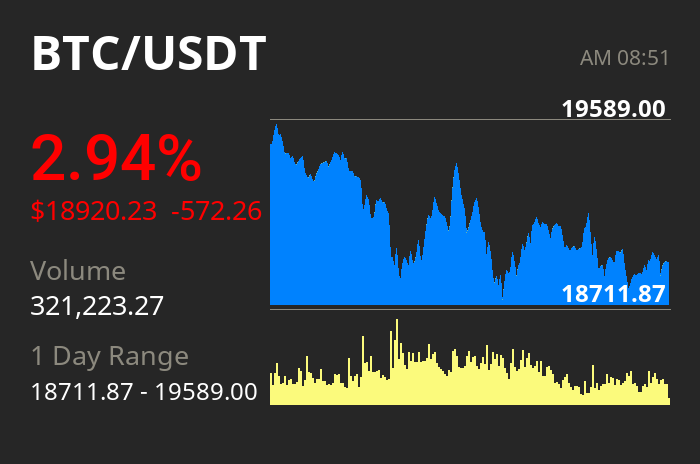 BTC/USDT
AM 08:51
19589.00
2.94%
$18920.23 -572.26
Volume
321,223.27
18711.87
1 Day Range
18711.87 - 19589.00